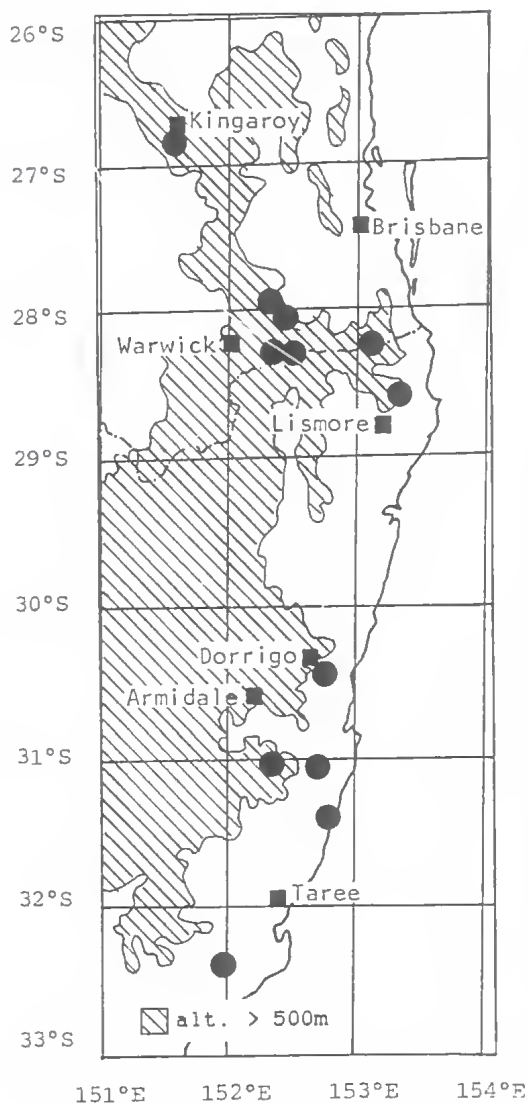 26°S
Kingaroy
27°S
Brisbane
28°S
Warwick
Lismore
29°S
30°S
Dorrigo
Armidale
31°S
Taree
32°S
alt. > 500m
33°S
151°E 152°E 153°E 154°E